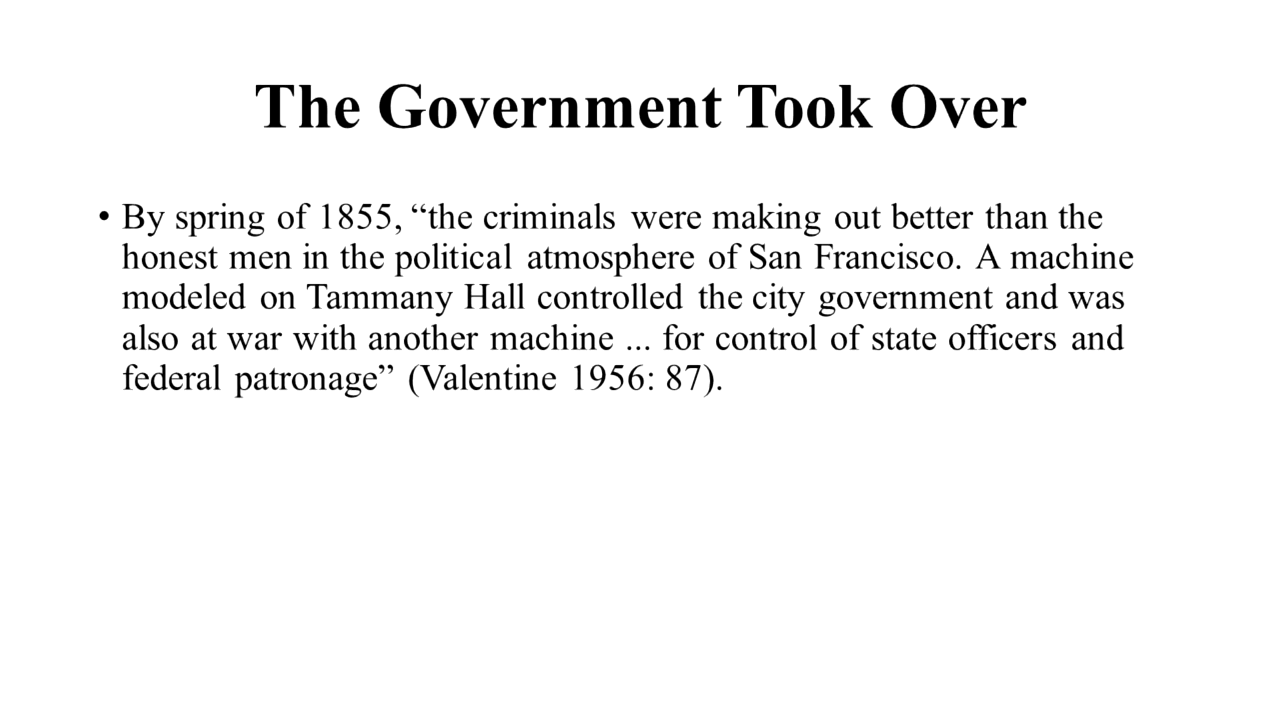 The Government Took Over
• By spring of 1855, “the criminals were making out better than the
honest men in the political atmosphere of San Francisco. A machine
modeled on Tammany Hall controlled the city government and was
also at war with another machine ... for control of state officers and
federal patronage” (Valentine 1956: 87).